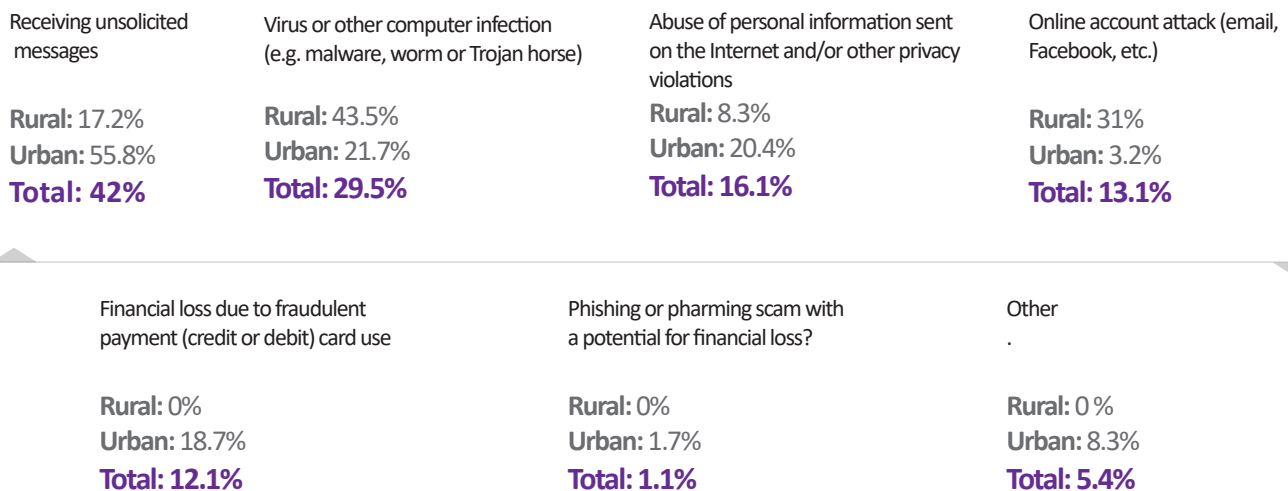 Receiving unsolicited
messages
Rural: 17.2%
Urban: 55.8%
Total: 42%
Virus or other computer infection
(e.g. malware, worm or Trojan horse)
Rural: 43.5%
Urban: 21.7%
Total: 29.5%
Abuse of personal information sent
on the Internet and/or other privacy
violations
Rural: 8.3%
Urban: 20.4%
Total: 16.1%
Online account attack (email,
Facebook, etc.)
Rural: 31%
Urban: 3.2%
Total: 13.1%
Financial loss due to fraudulent
payment (credit or debit) card use
Rural: 0%
Urban: 18.7%
Total: 12.1%
Phishing or pharming scam with
a potential for financial loss?
Rural: 0%
Urban: 1.7%
Total: 1.1%
Other
.
Rural: 0 %
Urban: 8.3%
Total: 5.4%